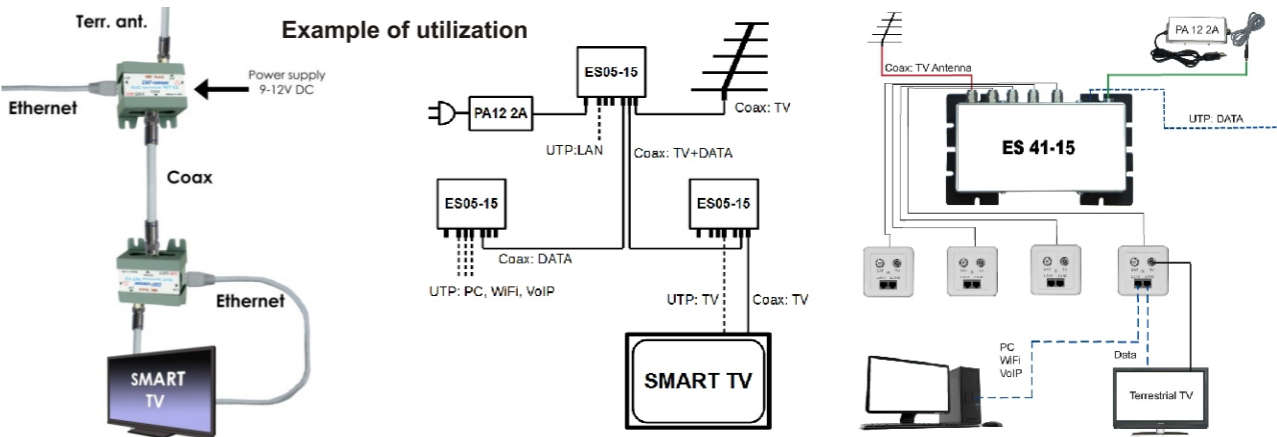 Example of utilization
Terr. ant.
Power supply
9-12V DC
Ethernet
Coax
Ethernet
SMART
TV
ES05-15
PA12 2A
Coax: TV
UTP:LAN
Coax: TV+DATA
ES05-15
ES05-15
Coax: DATA
UTP: PC, WiFi, VoIP
UTP: TV
Coax: TV
SMART TV
PA 12 2A
Coax: TV Antenna
UTP: DATA
ES 41-15
PC
WiFi
VoIP
Data
Terrestrial TV